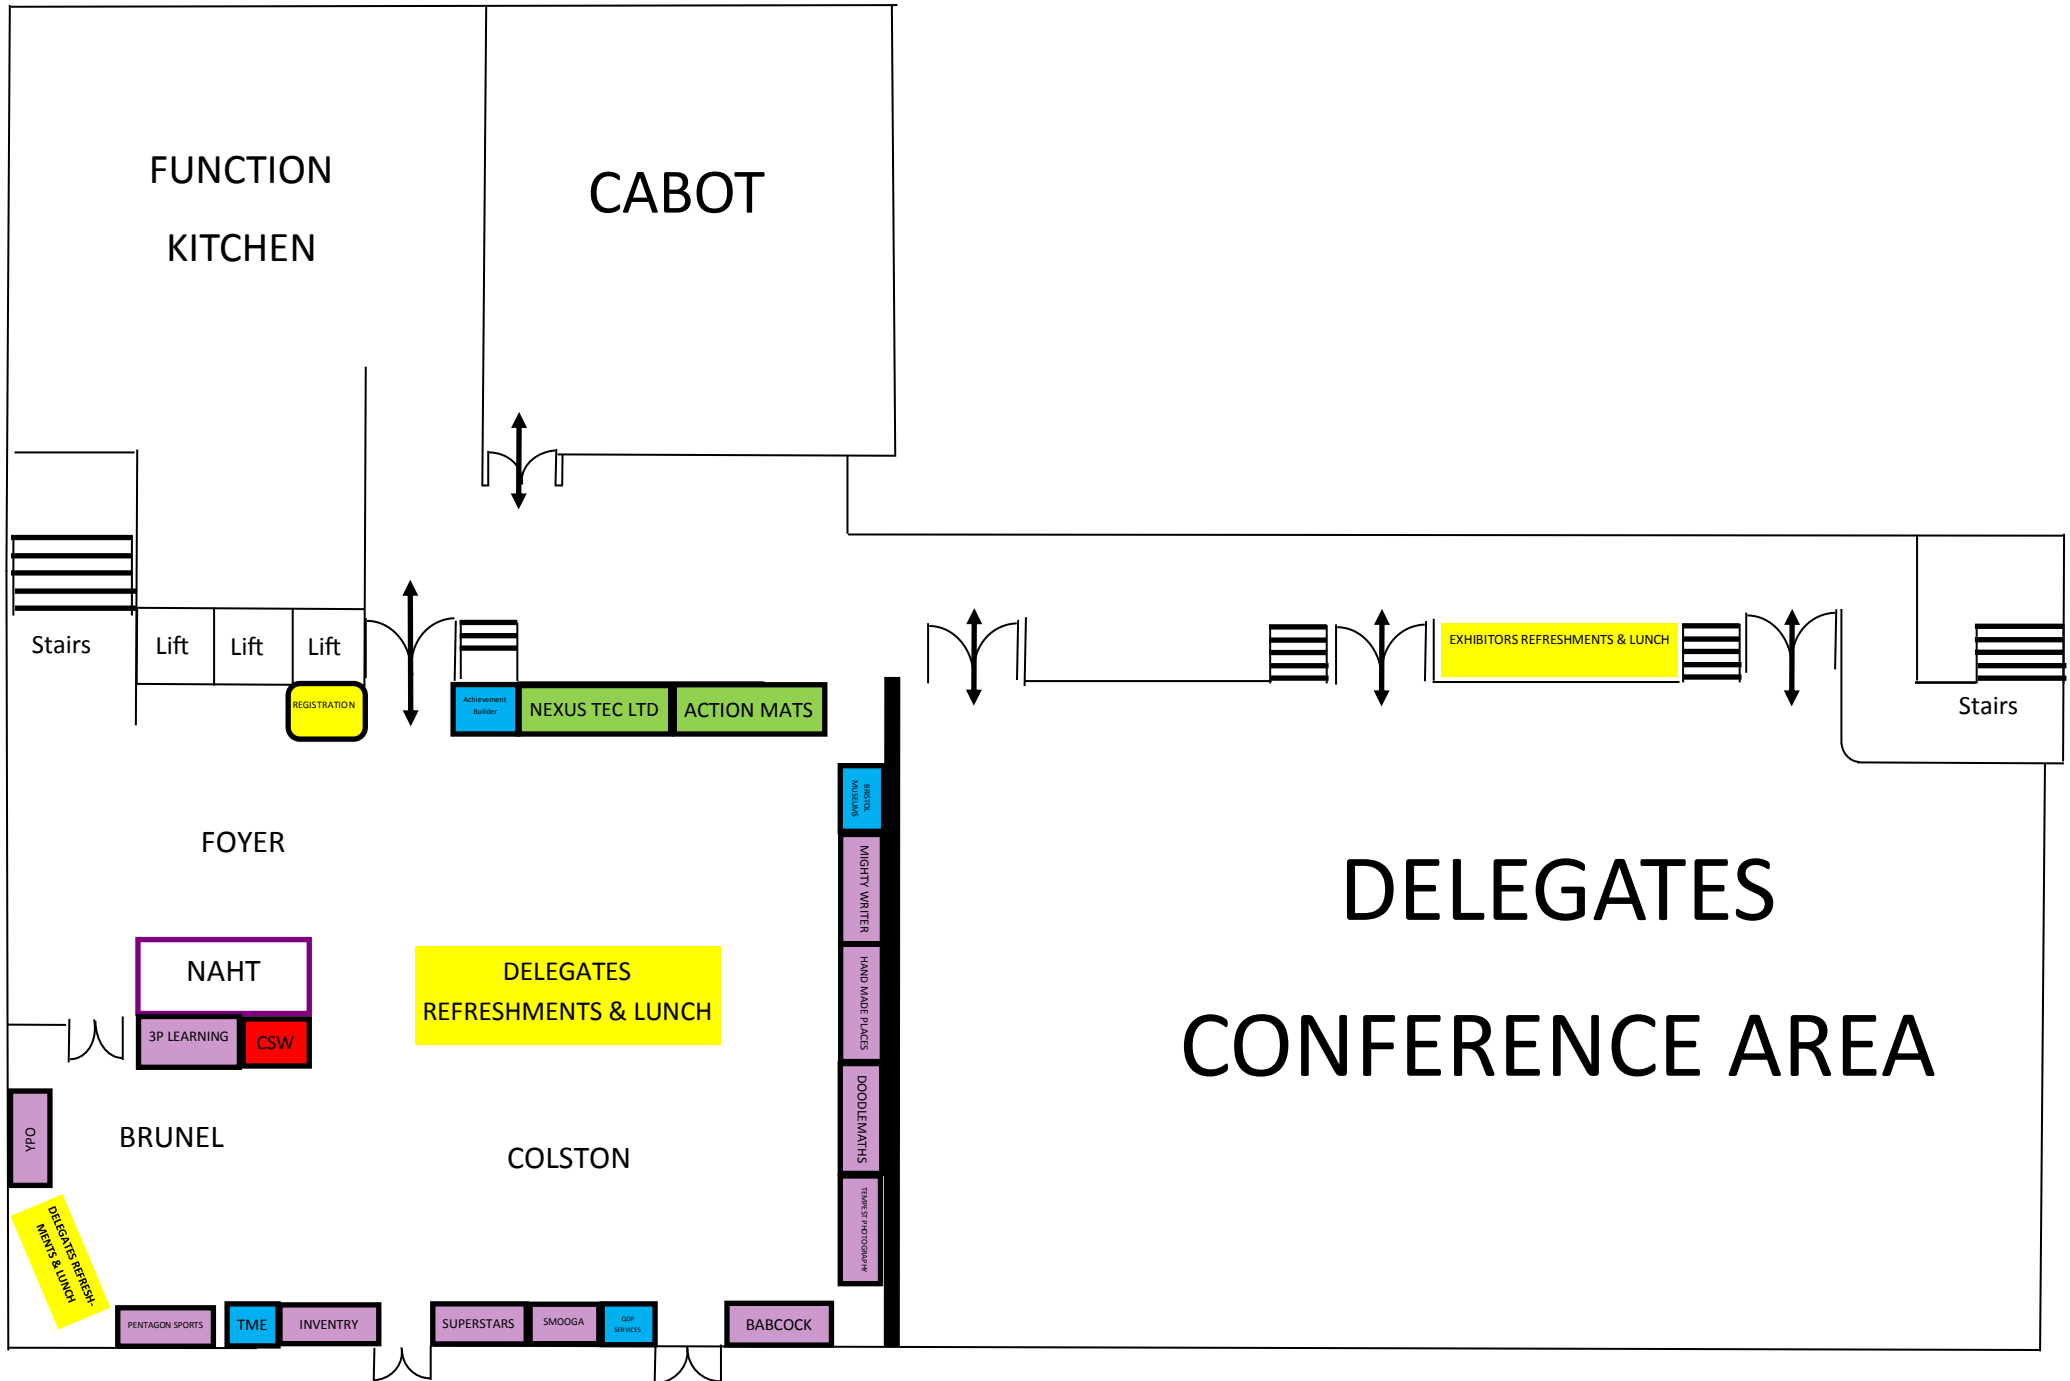 FUNCTION
KITCHEN
CABOT
Stairs
Lift
Lift
Lift
REGISTRATION
Achievement
Builder
NEXUS TEC LTD
ACTION MATS
EXHIBITORS REFRESHMENTS & LUNCH
Stairs
BRISTOL
MUSEUMS
MIGHTY WRITER
HAND MADE PLACES
DOODLEMATHS
TEMPEST PHOTOGRAPHY
FOYER
NAHT
3P LEARNING
CSW
DELEGATES
REFRESHMENTS & LUNCH
DELEGATES
CONFERENCE AREA
YPO
BRUNEL
COLSTON
DELEGATES REFRESH-
MENTS & LUNCH
PENTAGON SPORTS
TME
INVENTRY
SUPERSTARS
SMOOGA
QDP
SERVICES
BABCOCK